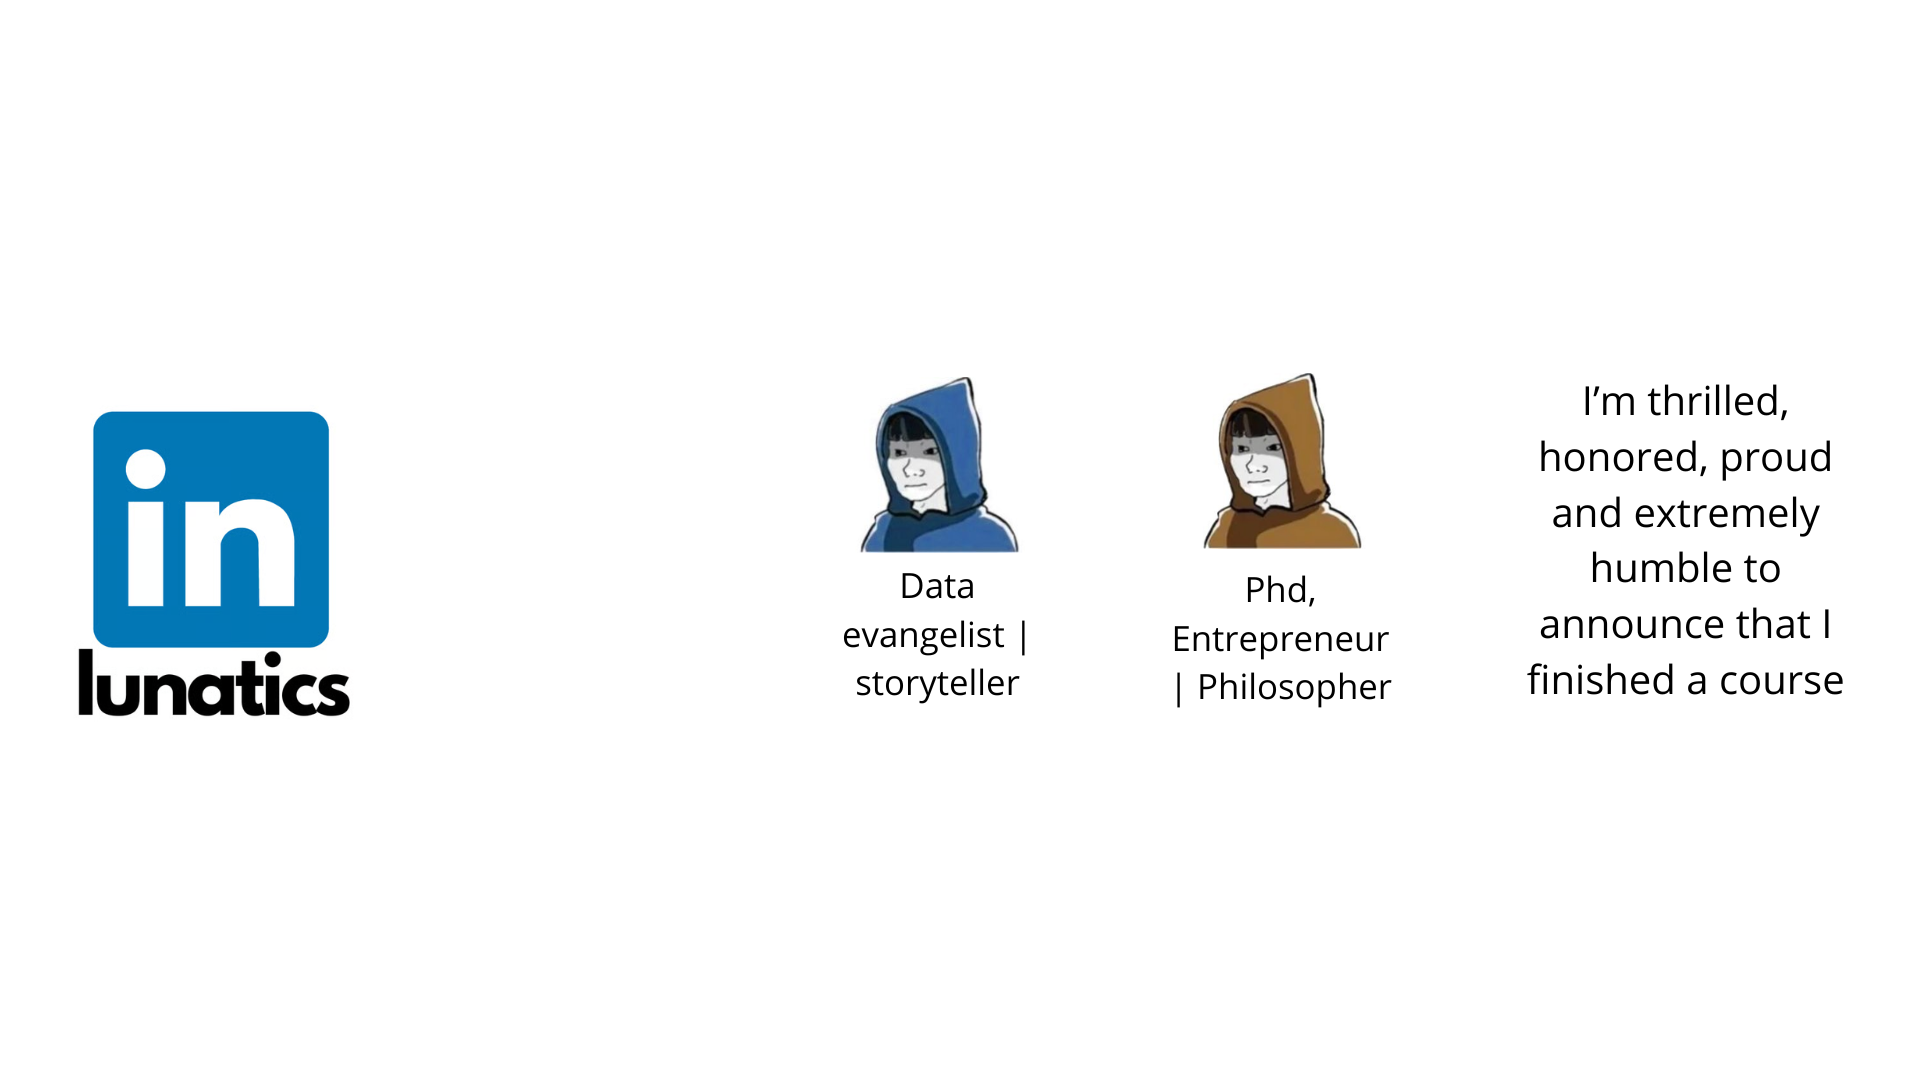 in
lunatics
Data
evangelist |
storyteller
Phd,
Entrepreneur
| Philosopher
I’m thrilled,
honored, proud
and extremely
humble to
announce that I
finished a course